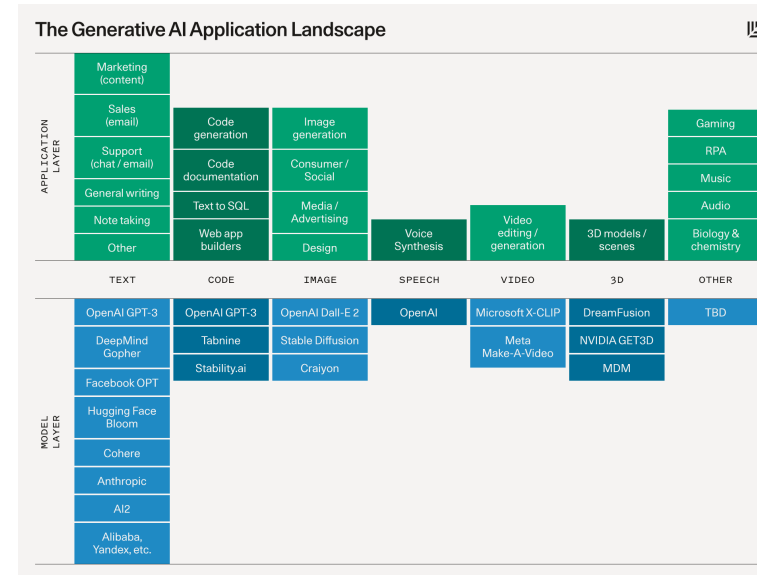 The Generative AI Application Landscape
APPLICATION
LAYER
Marketing
(content)
Sales
(email)
Support
(chat / email)
General writing
Note taking
Other
Code
generation
Code
documentation
Text to SQL
Web app
builders
Image
generation
Consumer /
Social
Media /
Advertising
Design
Voice
Synthesis
Video
editing /
generation
3D models /
scenes
Gaming
RPA
Music
Audio
Biology &
chemistry
TEXT
CODE
IMAGE
SPEECH
VIDEO
3D
OTHER
MODEL
LAYER
OpenAI GPT-3
DeepMind
Gopher
Facebook OPT
Hugging Face
Bloom
Cohere
Anthropic
AI2
Alibaba,
Yandex, etc.
OpenAI GPT-3
Tabnine
Stability.ai
OpenAI Dall-E 2
Stable Diffusion
Craiyon
OpenAI
Microsoft X-CLIP
Meta
Make-A-Video
DreamFusion
NVIDIA GET3D
MDM
TBD